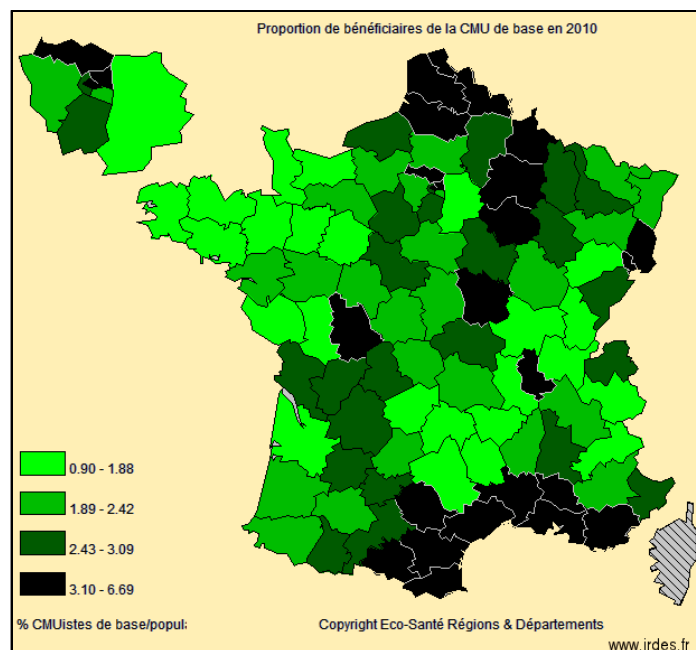 Proportion de bénéficiaires de la CMU de base en 2010
0.90 - 1.88
1.89 - 2.42
2.43 - 3.09
3.10 - 6.69
% CMUistes de base/popul
Copyright Eco-Santé Régions & Départements
www.irdes.fr